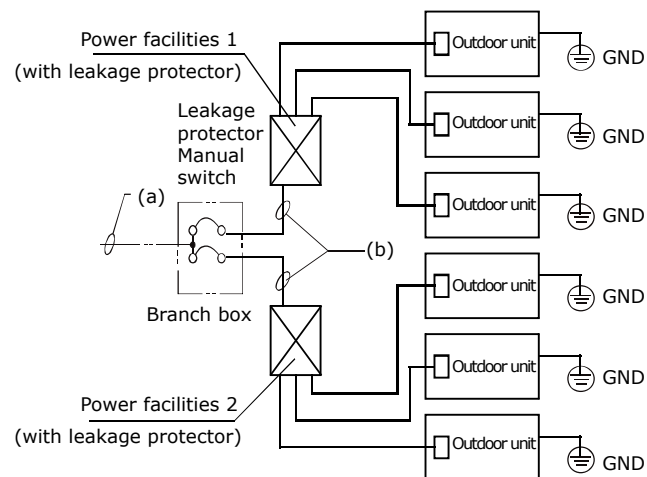 Power facilities 1
(with leakage protector)
Leakage
protector
Manual
switch
(a)
(b)
Branch box
Power facilities 2
(with leakage protector)
Outdoor unit
GND
Outdoor unit
GND
Outdoor unit
GND
Outdoor unit
GND
Outdoor unit
GND
Outdoor unit
GND